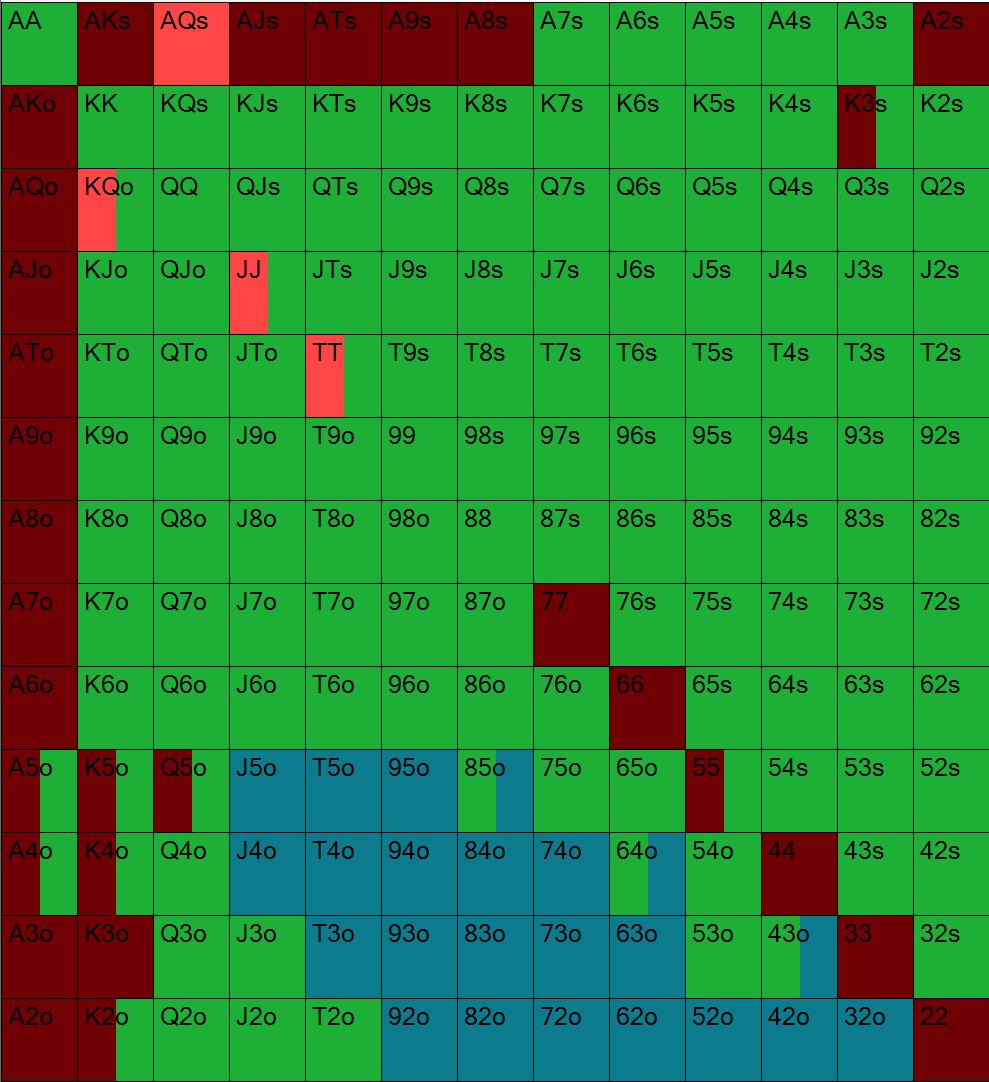 AA AKs AQs AJs ATs A9s A8s A7s A6s A5s A4s A3s A2s
AKo KK KQs KJs KTs K9s K8s K7s K6s K5s K4s K3s K2s
AQo KQo QQ QJs QTs Q9s Q8s Q7s Q6s Q5s Q4s Q3s Q2s
AJo KJo QJo JJ JTs J9s J8s J7s J6s J5s J4s J3s J2s
ATo KTo QTo JTo TT T9s T8s T7s T6s T5s T4s T3s T2s
A9o K9o Q9o J9o T9o 99 98s 97s 96s 95s 94s 93s 92s
A8o K8o Q8o J8o T8o 98o 88 87s 86s 85s 84s 83s 82s
A7o K7o Q7o J7o T7o 97o 87o 77 76s 75s 74s 73s 72s
A6o K6o Q6o J6o T6o 96o 86o 76o 66 65s 64s 63s 62s
A5o K5o Q5o J5o T5o 95o 85o 75o 65o 55 54s 53s 52s
A4o K4o Q4o J4o T4o 94o 84o 74o 64o 54o 44 43s 42s
A3o K3o Q3o J3o T3o 93o 83o 73o 63o 53o 43o 33 32s
A2o K2o Q2o J2o T2o 92o 82o 72o 62o 52o 42o 32o 22